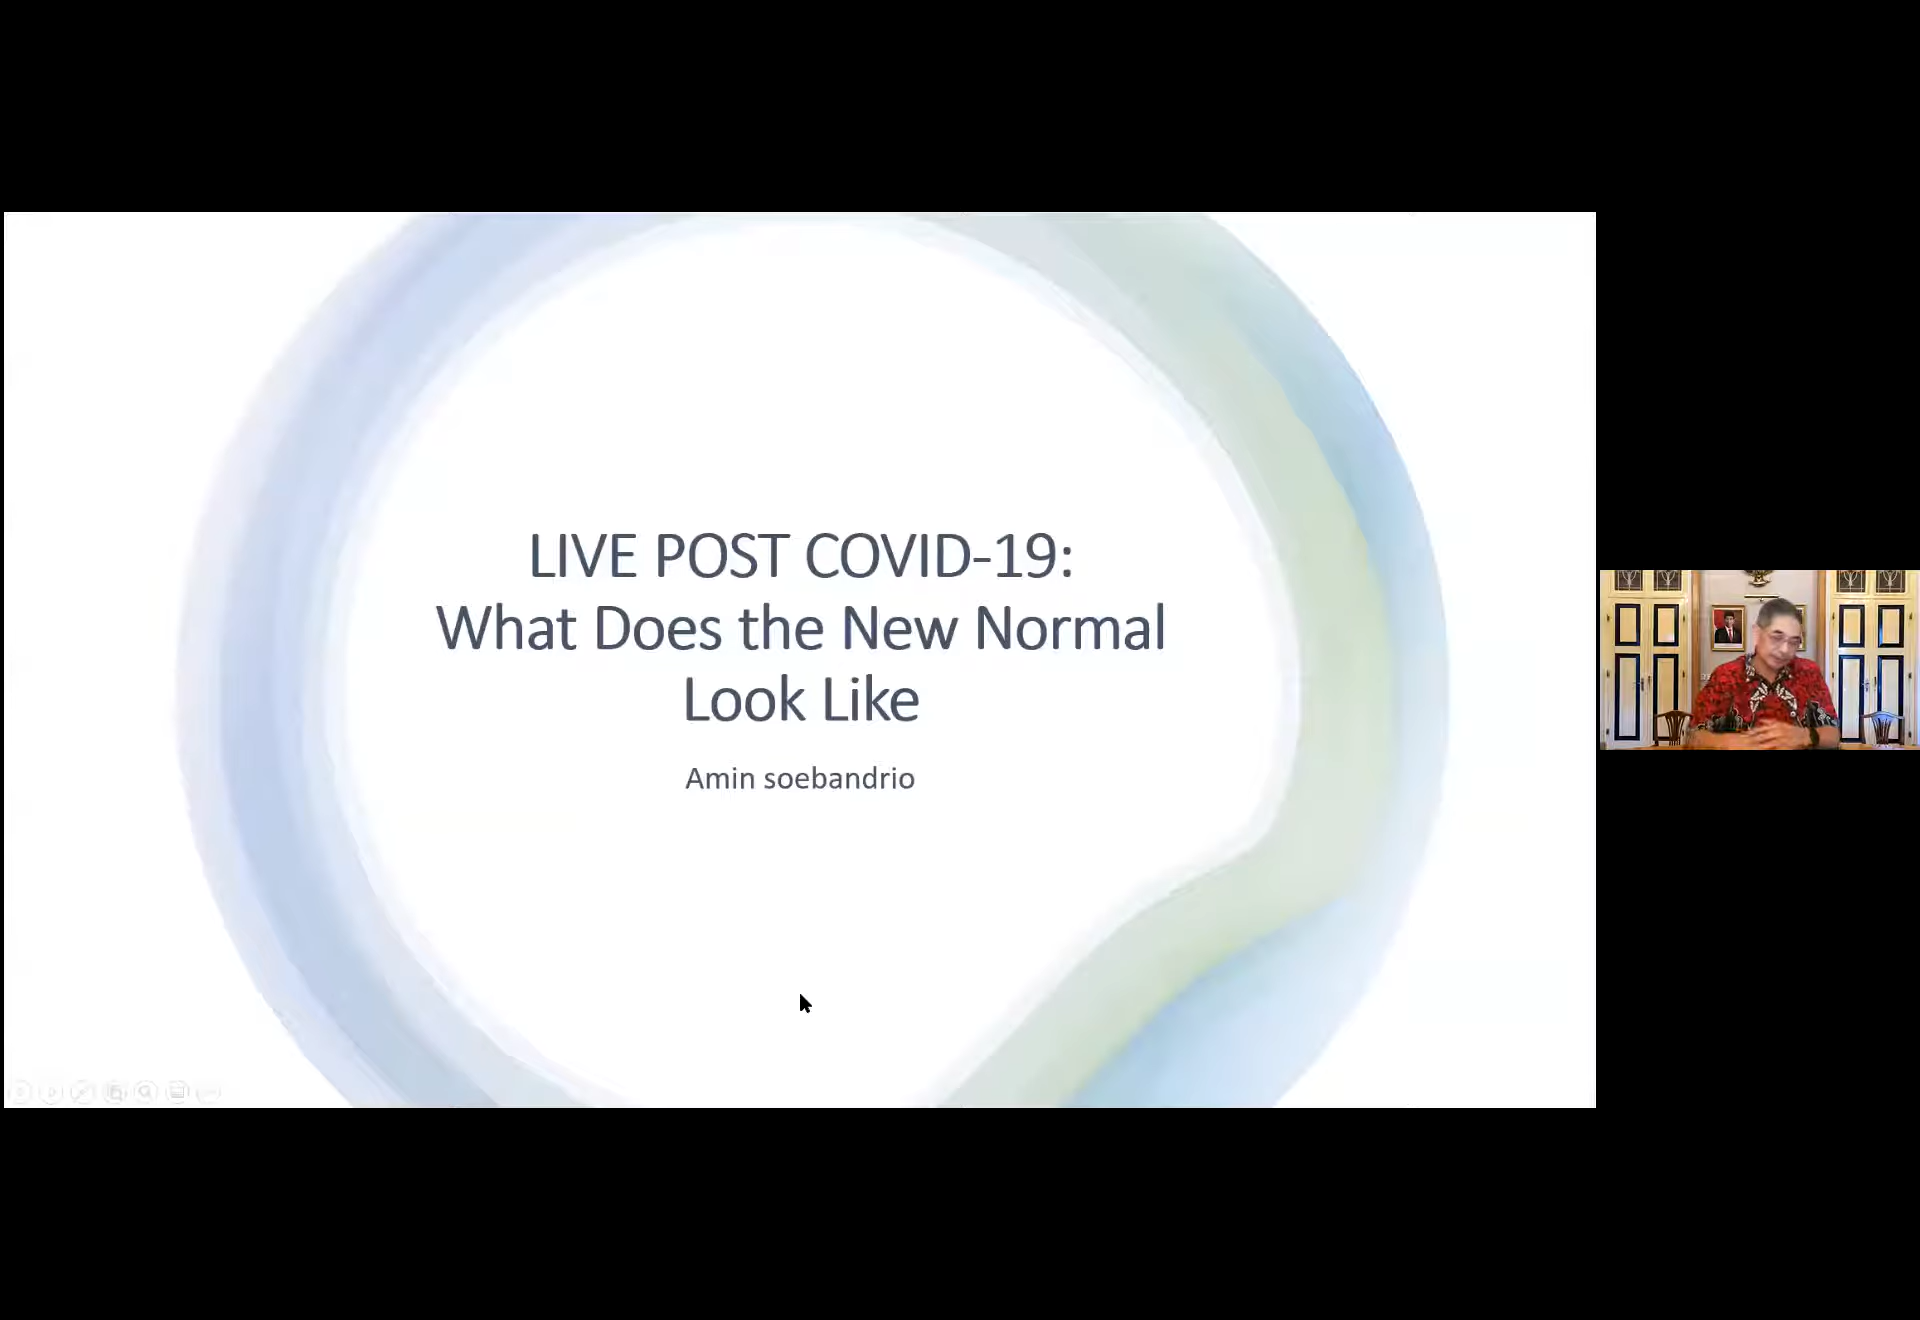 LIVE POST COVID-19:
What Does the New Normal
Look Like
Amin soebandrio